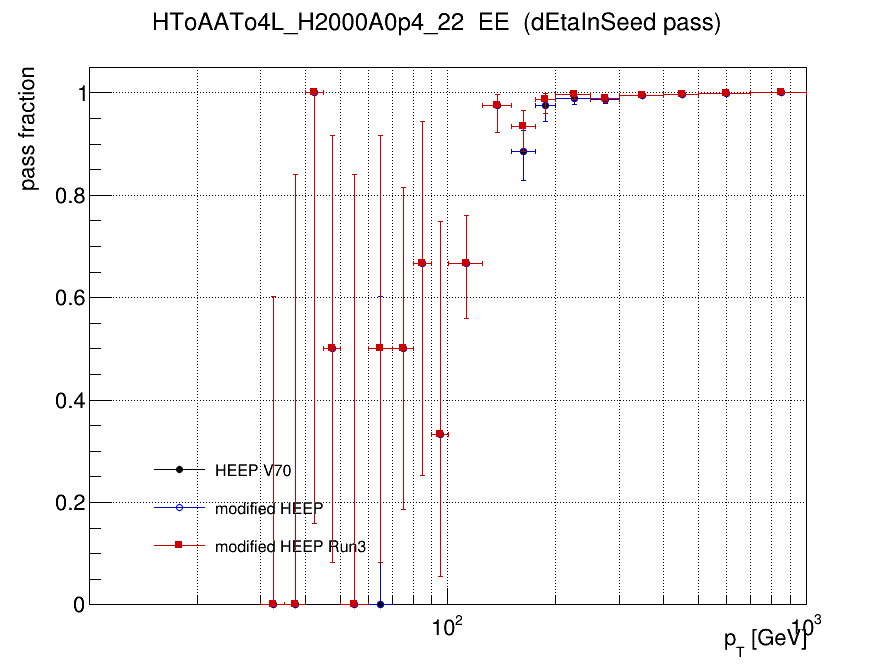 HToAATo4L_H2000A0p4_22 EE (dEtaInSeed pass)
pass fraction
1
0.8
0.6
0.4
0.2
0
HEEP V70
modified HEEP
modified HEEP Run3
10²
10³
p_T [GeV]